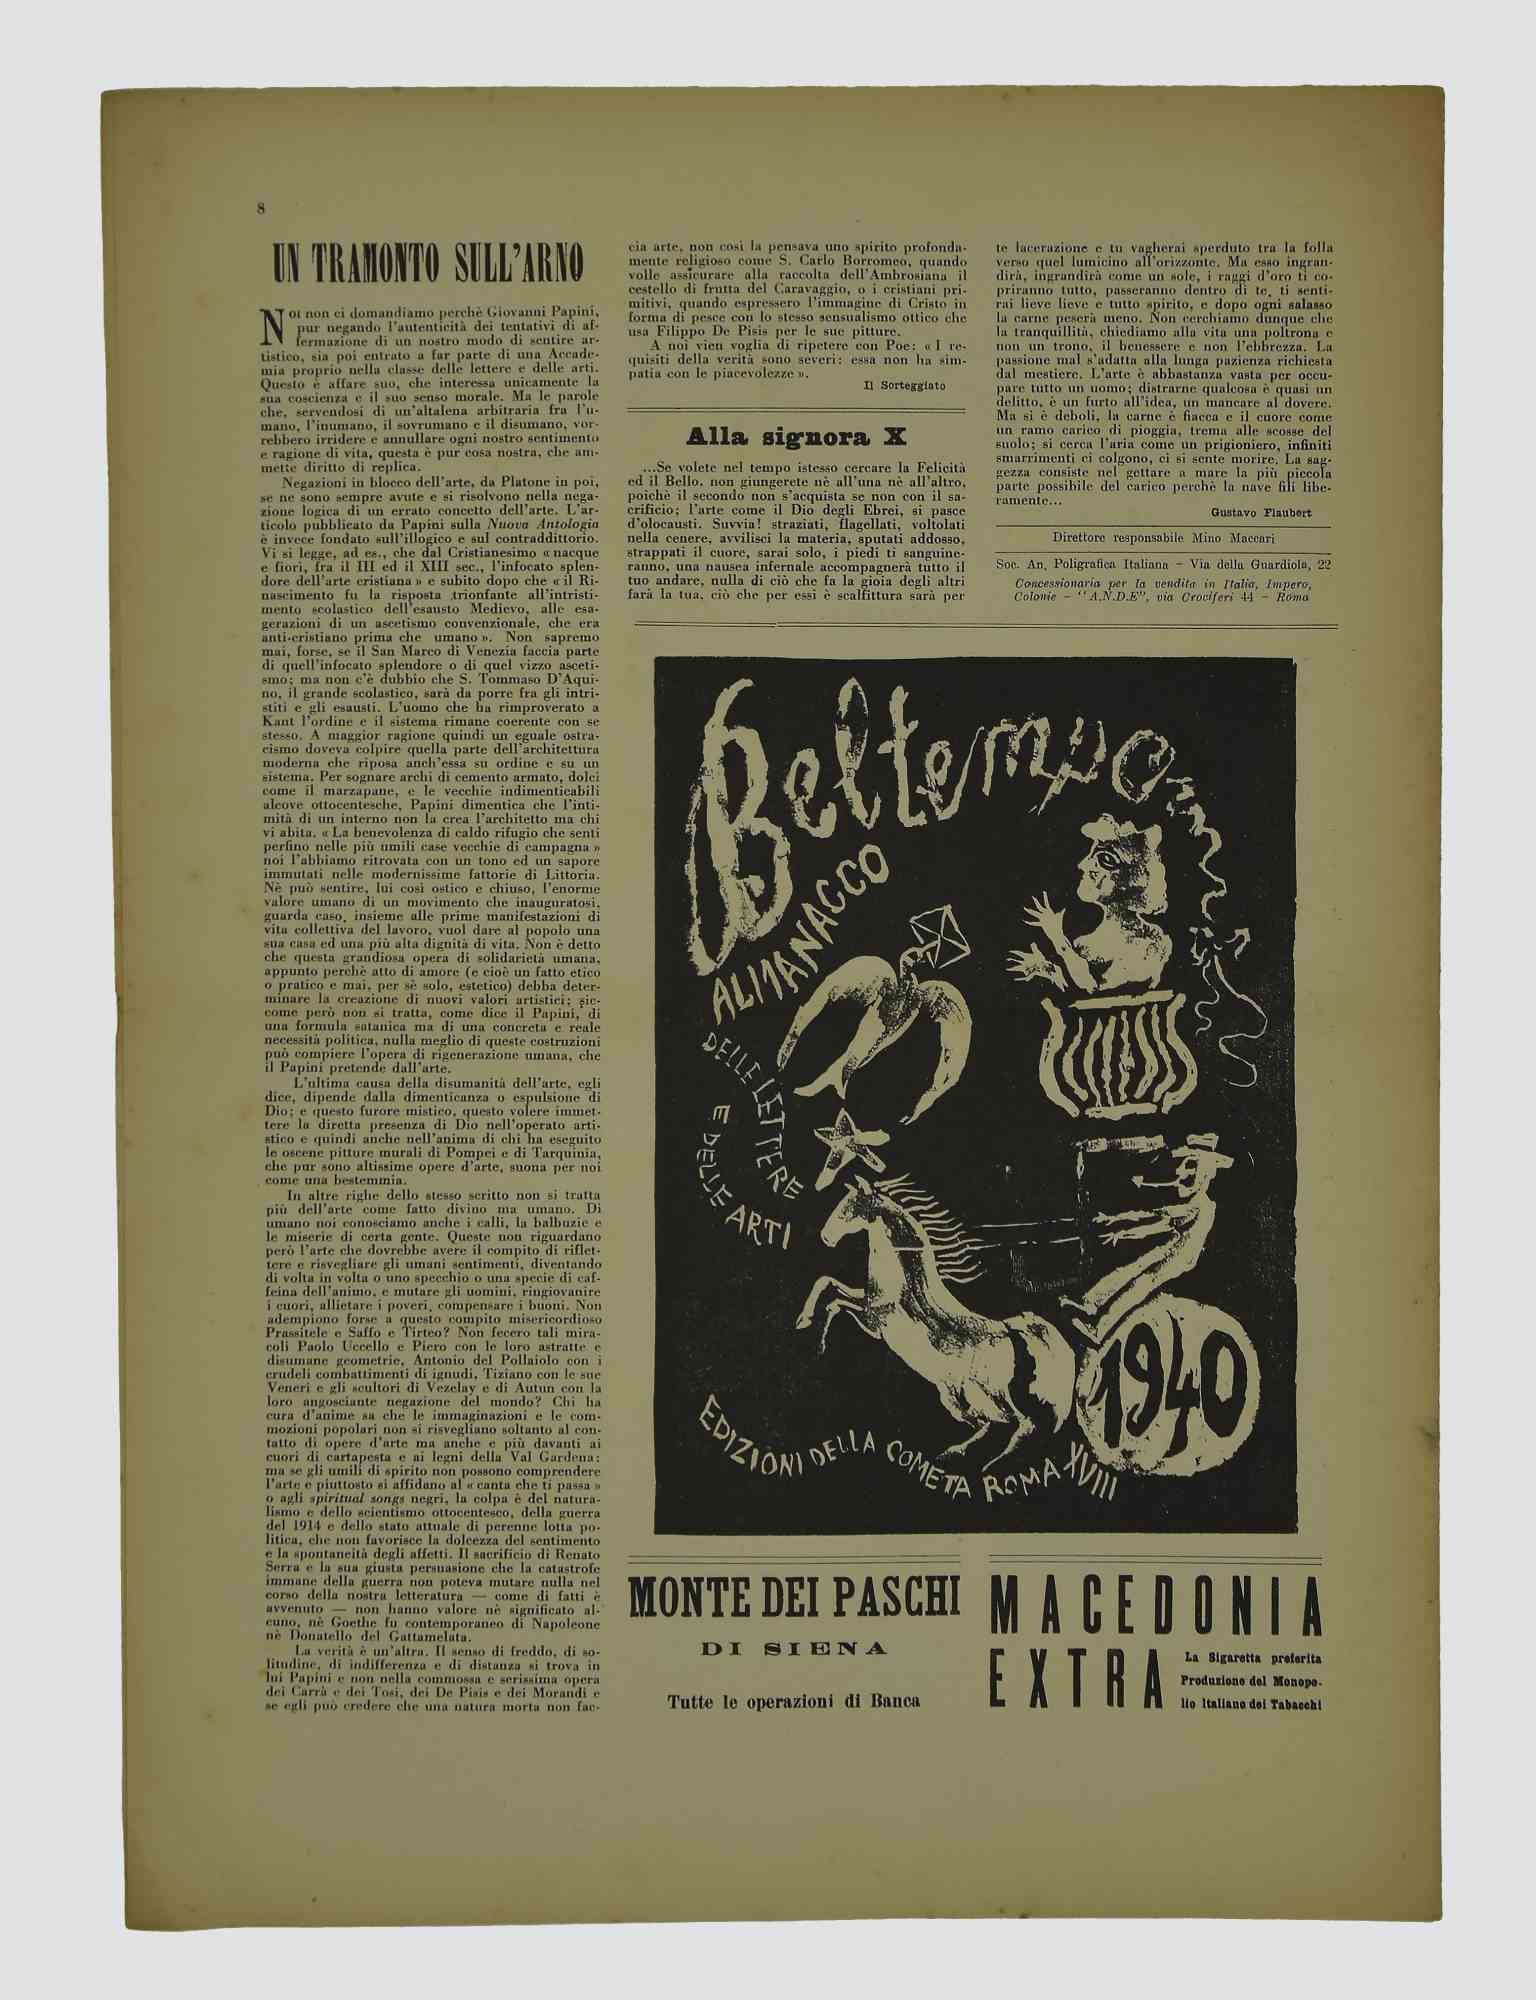 8
UN TRAMONTO SULL'ARNO
Noi non ci domandiamo perchè Giovanni Papini,
pur negando l'autenticità dei tentativi di af-
fermazione di un nostro modo di sentire ar-
tistico, sia poi entrato a far parte di una Accade-
mia proprio nella classe delle lettere e delle arti.
Questo è affare suo, che interessa unicamente la
sua coscienza e il suo senso morale. Ma le parole
che, servendosi di un'altalena arbitraria fra l'u-
mano, l'inumano, il sovrumano e il disumano, vor-
rebbero irridere e annullare ogni nostro sentimento
e ragione di vita, questa è pur cosa nostra, che am-
mette diritto di replica.
Negazioni in blocco dell'arte, da Platone in poi,
se ne sono sempre avute e si risolvono nella nega-
zione logica di un errato concetto dell'arte. L'ar-
ticolo pubblicato da Papini sulla Nuova Antologia
è invece fondato sull'illogico e sul contraddittorio.
Vi si legge, ad es., che dal Cristianesimo « nacque
e fiorì, fra il III ed il XIII sec., l'infocato splen-
dore dell'arte cristiana » e subito dopo che « il Ri-
nascimento fu la risposta trionfante all'intristi-
mento scolastico dell'esausto Medievo, alle esa-
gerazioni di un ascetismo convenzionale, che era
anti-cristiano prima che umano ». Non sapremo
mai, forse, se il San Marco di Venezia faccia parte
di quell'infocato splendore o di quel vizzo asceti-
smo; ma non c'è dubbio che S. Tommaso D'Aqui-
no, il grande scolastico, sarà da porre fra gli intri-
stiti e gli esausti. L'uomo che ha rimproverato a
Kant l'ordine e il sistema rimane coerente con se
stesso. A maggior ragione quindi un eguale ostra-
cismo doveva colpire quella parte dell'architettura
moderna che riposa anch'essa su ordine e su un
sistema. Per sognare archi di cemento armato, dolci
come il marzapane, e le vecchie indimenticabili
alcove ottocentesche, Papini dimentica che l'inti-
mità di un interno non la crea l'architetto ma chi
vi abita. « La benevolenza di caldo rifugio che senti
perfino nelle più umili case vecchie di campagna »
noi l'abbiamo ritrovata con un tono ed un sapore
immutati nelle modernissime fattorie di Littoria.
Nè può sentire, lui così ostico e chiuso, l'enorme
valore umano di un movimento che inauguratosi,
guarda caso, insieme alle prime manifestazioni di
vita collettiva del lavoro, vuol dare al popolo una
sua casa ed una più alta dignità di vita. Non è detto
che questa grandiosa opera di solidarietà umana,
appunto perchè atto di amore (e cioè un fatto etico
o pratico e mai, per sè solo, estetico) debba deter-
minare la creazione di nuovi valori artistici; sic-
come però non si tratta, come dice il Papini, di
una formula satanica ma di una concreta e reale
necessità politica, nulla meglio di queste costruzioni
può compiere l'opera di rigenerazione umana, che
il Papini pretende dall'arte.
L'ultima causa della disumanità dell'arte, egli
dice, dipende dalla dimenticanza o espulsione di
Dio; e questo furore mistico, questo volere immet-
tere la diretta presenza di Dio nell'operato arti-
stico e quindi anche nell'anima di chi ha eseguito
le oscene pitture murali di Pompei e di Tarquinia,
che pur sono altissime opere d'arte, suona per noi
come una bestemmia.
In altre righe dello stesso scritto non si tratta
più dell'arte come fatto divino ma umano. Di
umano noi conosciamo anche i calli, la balbuzie e
le miserie di certa gente. Queste non riguardano
però l'arte che dovrebbe avere il compito di riflet-
tere e risvegliare gli umani sentimenti, diventando
di volta in volta o uno specchio o una specie di caf-
feina dell'animo, e mutare gli uomini, ringiovanire
i cuori, allietare i poveri, compensare i buoni. Non
adempiono forse a questo compito misericordioso
Prassitele e Saffo e Tirteo? Non fecero tali mira-
coli Paolo Uccello e Piero con le loro astratte e
disumane geometrie, Antonio del Pollaiolo con i
crudeli combattimenti di ignudi, Tiziano con le sue
Veneri e gli scultori di Vezelay e di Autun con la
loro angosciante negazione del mondo? Chi ha
cura d'anime sa che le immaginazioni e le com-
mozioni popolari non si risvegliano soltanto al con-
tatto di opere d'arte ma anche e più davanti ai
cuori di cartapesta e ai legni della Val Gardena:
ma se gli umili di spirito non possono comprendere
l'arte e piuttosto si affidano al « canta che ti passa »
o agli spiritual songs negri, la colpa è del natura-
lismo e dello scientismo ottocentesco, della guerra
del 1914 e dello stato attuale di perenne lotta po-
litica, che non favorisce la dolcezza del sentimento
e la spontaneità degli affetti. Il sacrificio di Renato
Serra e la sua giusta persuasione che la catastrofe
immane della guerra non poteva mutare nulla nel
corso della nostra letteratura — come di fatti è
avvenuto — non hanno valore nè significato al-
cuno, nè Goethe fu contemporaneo di Napoleone
nè Donatello del Gattamelata.
La verità è un'altra. Il senso di freddo, di so-
litudine, di indifferenza e di distanza si trova in
lui Papini e non nella commossa e serissima opera
dei Carrà e dei Tosi, dei De Pisis e dei Morandi e
se egli può credere che una natura morta non fac-
cia arte, non così la pensava uno spirito profonda-
mente religioso come S. Carlo Borromeo, quando
volle assicurare alla raccolta dell'Ambrosiana il
cestello di frutta del Caravaggio, o i cristiani pri-
mitivi, quando espressero l'immagine di Cristo in
forma di pesce con lo stesso sensualismo ottico che
usa Filippo De Pisis per le sue pitture.
A noi vien voglia di ripetere con Poe: « I re-
quisiti della verità sono severi: essa non ha sim-
patia con le piacevolezze ».
Il Sorteggiato
Alla signora X
...Se volete nel tempo istesso cercare la Felicità
ed il Bello, non giungerete nè all'una nè all'altro,
poichè il secondo non s'acquista se non con il sa-
crificio; l'arte come il Dio degli Ebrei, si pasce
d'olocausti. Suvvia! straziati, flagellati, voltolati
nella cenere, avvilisci la materia, sputati addosso,
strappati il cuore, sarai solo, i piedi ti sanguine-
ranno, una nausea infernale accompagnerà tutto il
tuo andare, nulla di ciò che fa la gioia degli altri
farà la tua, ciò che per essi è scalfittura sarà per
te lacerazione e tu vagherai sperduto tra la folla
verso quel lumicino all'orizzonte. Ma esso ingran-
dirà, ingrandirà come un sole, i raggi d'oro ti co-
priranno tutto, passeranno dentro di te, ti senti-
rai lieve lieve e tutto spirito, e dopo ogni salasso
la carne peserà meno. Non cerchiamo dunque che
la tranquillità, chiediamo alla vita una poltrona e
non un trono, il benessere e non l'ebbrezza. La
passione mal s'adatta alla lunga pazienza richiesta
dal mestiere. L'arte è abbastanza vasta per occu-
pare tutto un uomo; distrarne qualcosa è quasi un
delitto, è un furto all'idea, un mancare al dovere.
Ma si è deboli, la carne è fiacca e il cuore come
un ramo carico di pioggia, trema alle scosse del
suolo; si cerca l'aria come un prigioniero, infiniti
smarrimenti ci colgono, ci si sente morire. La sag-
gezza consiste nel gettare a mare la più piccola
parte possibile del carico perchè la nave fili libe-
ramente...
Gustavo Flaubert
Direttore responsabile Mino Maccari
Soc. An. Poligrafica Italiana - Via della Guardiola, 22
Concessionaria per la vendita in Italia, Impero,
Colonie - "A.N.D.E", via Crociferi 44 - Roma
Beltempo
ALMANACCO
DELLE LETTERE
E DELLE ARTI
1940
EDIZIONI DELLA COMETA ROMA XVIII
MONTE DEI PASCHI
DI SIENA
Tutte le operazioni di Banca
MACEDONIA
EXTRA
La Sigaretta preferita
Produzione del Monopo-
lio Italiano dei Tabacchi